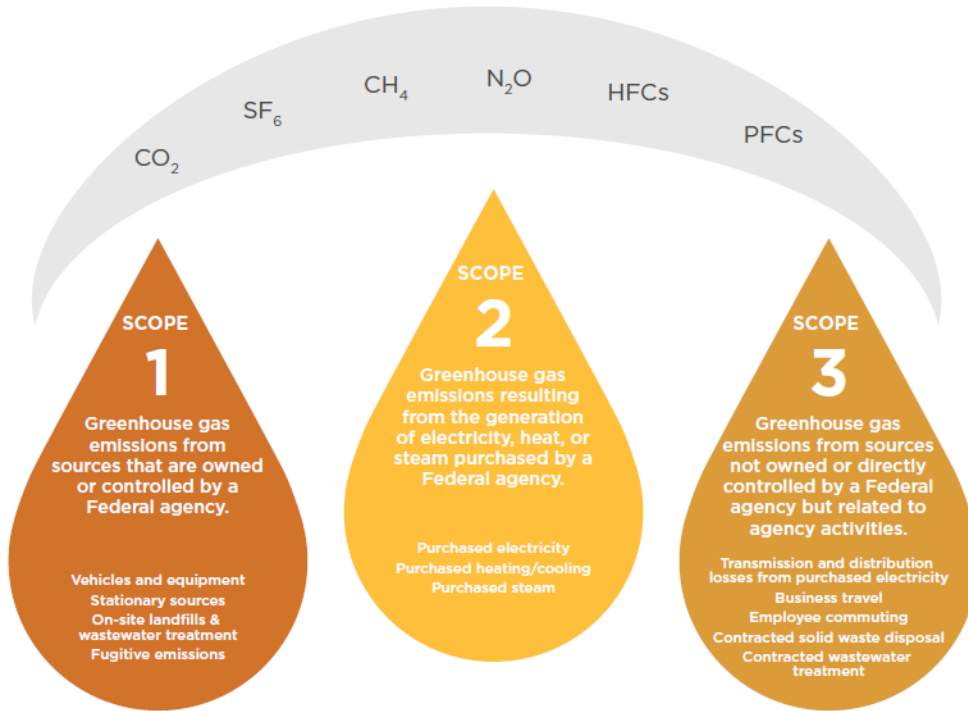 CO₂
SF₆
CH₄
N₂O
HFCs
PFCs
SCOPE
1
Greenhouse gas
emissions from
sources that are owned
or controlled by a
Federal agency.
Vehicles and equipment
Stationary sources
On-site landfills &
wastewater treatment
Fugitive emissions
SCOPE
2
Greenhouse gas
emissions resulting
from the generation
of electricity, heat, or
steam purchased by a
Federal agency.
Purchased electricity
Purchased heating/cooling
Purchased steam
SCOPE
3
Greenhouse gas
emissions from sources
not owned or directly
controlled by a Federal
agency but related to
agency activities.
Transmission and distribution
losses from purchased electricity
Business travel
Employee commuting
Contracted solid waste disposal
Contracted wastewater
treatment